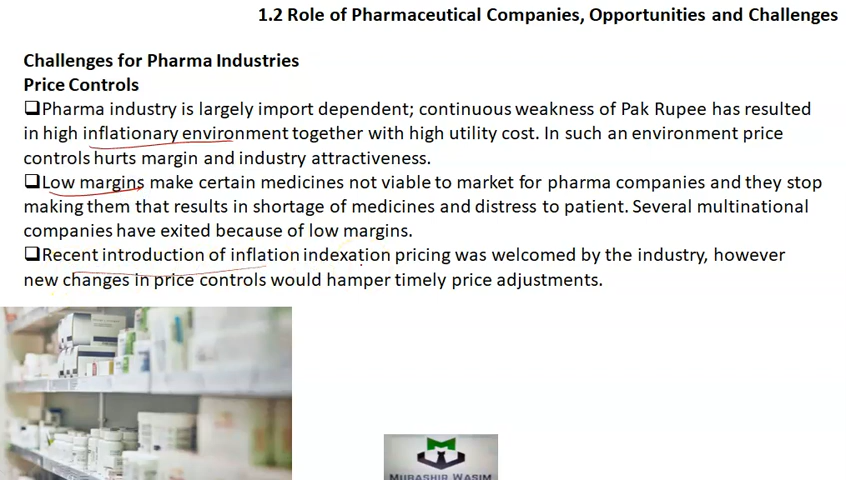 1.2 Role of Pharmaceutical Companies, Opportunities and Challenges
Challenges for Pharma Industries
Price Controls
❑Pharma industry is largely import dependent; continuous weakness of Pak Rupee has resulted
in high inflationary environment together with high utility cost. In such an environment price
controls hurts margin and industry attractiveness.
❑Low margins make certain medicines not viable to market for pharma companies and they stop
making them that results in shortage of medicines and distress to patient. Several multinational
companies have exited because of low margins.
❑Recent introduction of inflation indexation pricing was welcomed by the industry, however
new changes in price controls would hamper timely price adjustments.
MUBASHIR WASIM